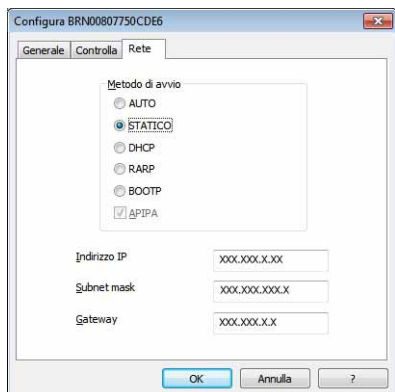 Configura BRN00807750CDE6
Generale Controlla Rete
Metodo di avvio
AUTO
STATICO
DHCP
RARP
BOOTP
APIPA
Indirizzo IP XXX.XXX.X.XX
Subnet mask XXX.XXX.XXX.X
Gateway XXX.XXX.X.X
OK Annulla ?